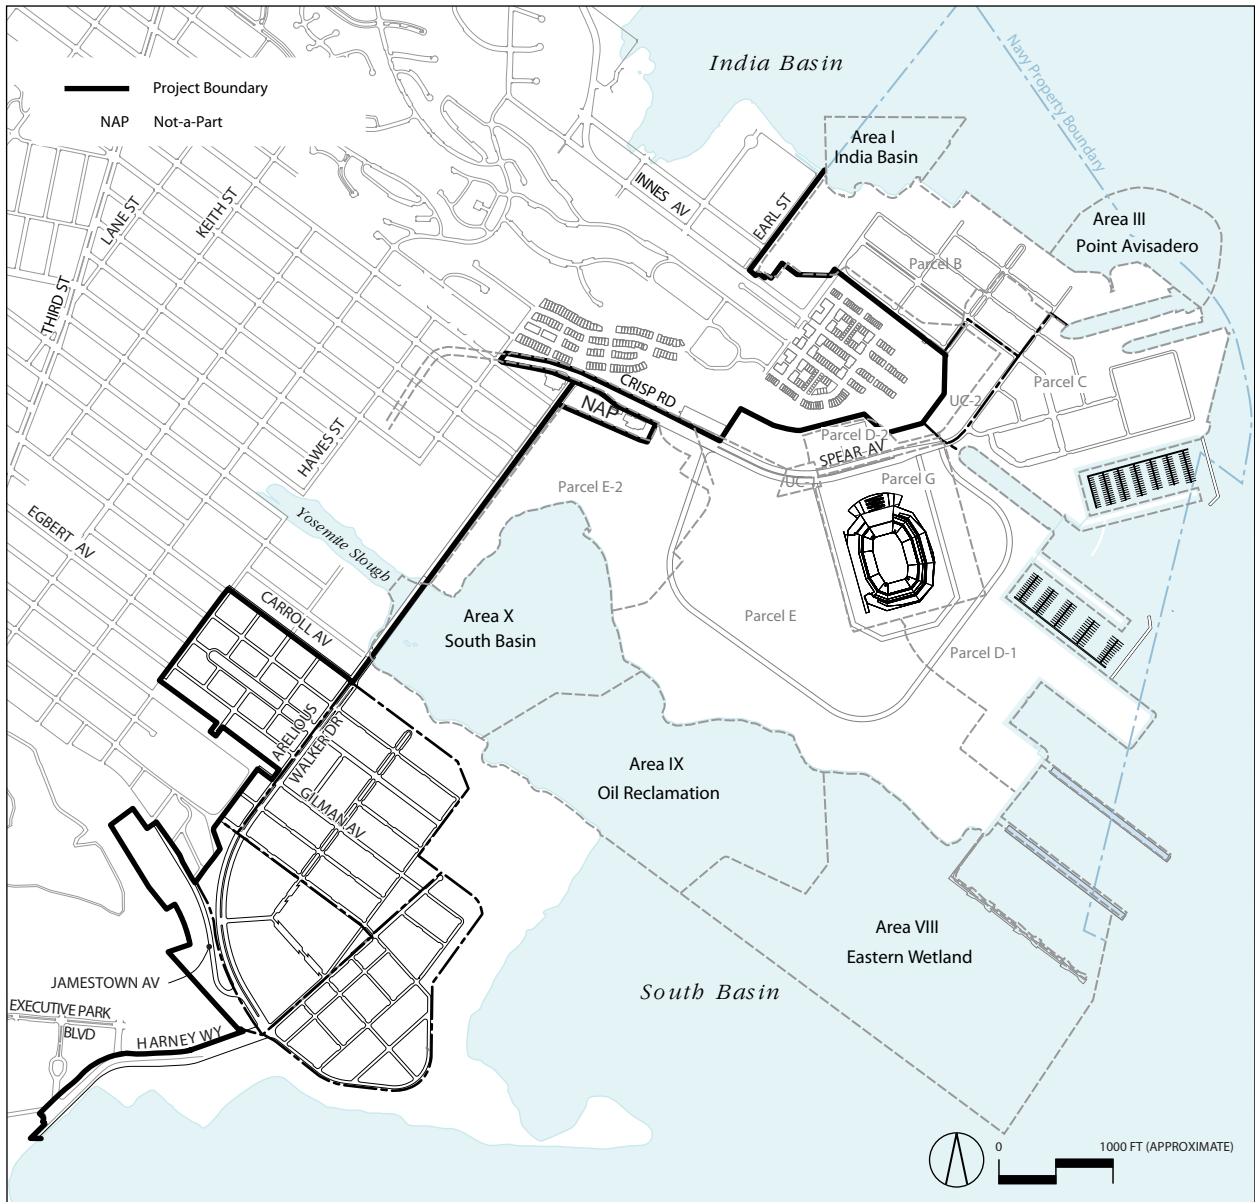 India Basin
Navy Property Boundary
Project Boundary
NAP Not-a-Part
Area I
India Basin
INNES AV
EARL ST
LANE ST
KEITH ST
Area III
Point Avisadero
Parcel B
THIRD ST
CRISP RD
Parcel C
UC-2
NAP
HAWES ST
Parcel D-2
SPEAR AV
UC-1
Parcel G
Parcel E-2
EGBERT AV
Yosemite Slough
CARROLL AV
Area X
South Basin
Parcel E
Parcel D-1
ARELIOUS
WALKER DR
Area IX
Oil Reclamation
GILMAN AV
Area VIII
Eastern Wetland
JAMESTOWN AV
South Basin
EXECUTIVE PARK
BLVD
HARNEY WY
0 1000 FT (APPROXIMATE)